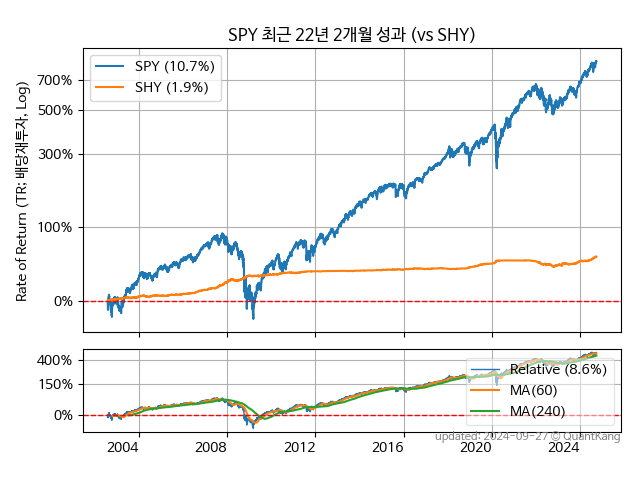 SPY 최근 22년 2개월 성과 (vs SHY)
Rate of Return (TR; 배당재투자, Log)
SPY (10.7%)
SHY (1.9%)
700%
500%
300%
100%
0%
400%
150%
0%
Relative (8.6%)
MA(60)
MA(240)
2004
2008
2012
2016
2020
2024
updated: 2024-09-27 © QuantKang